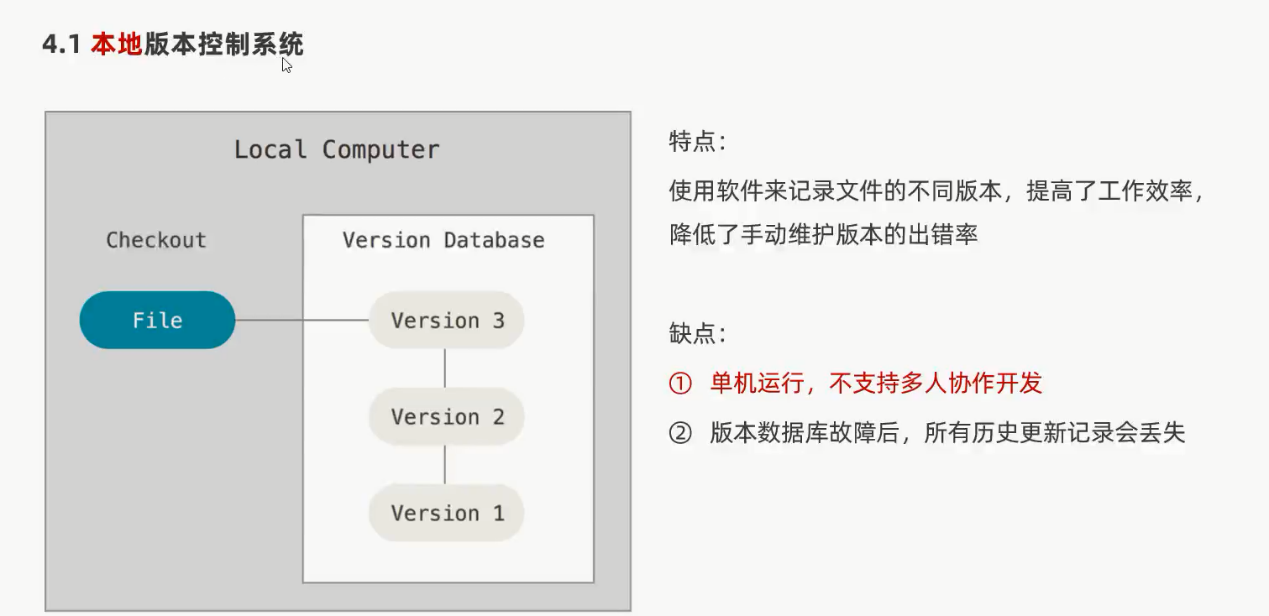 4.1 本地版本控制系统
Local Computer
Checkout
Version Database
File
Version 3
Version 2
Version 1
特点：
使用软件来记录文件的不同版本，提高了工作效率，
降低了手动维护版本的出错率
缺点：
① 单机运行，不支持多人协作开发
② 版本数据库故障后，所有历史更新记录会丢失